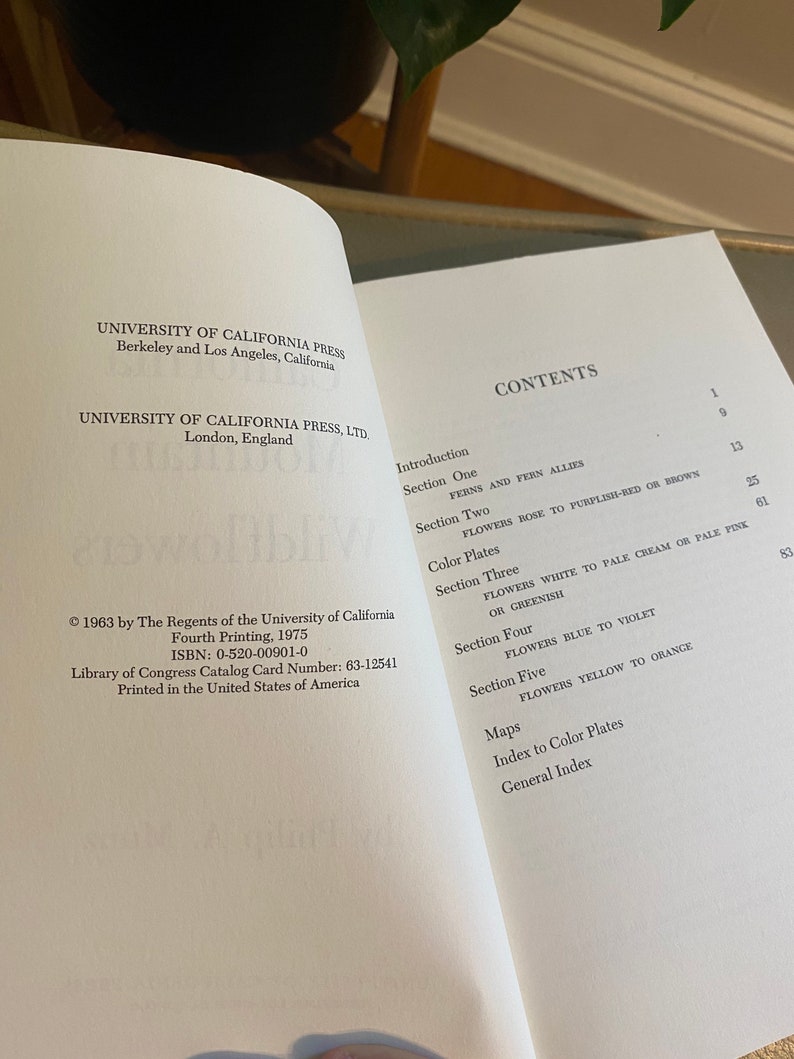 UNIVERSITY OF CALIFORNIA PRESS
Berkeley and Los Angeles, California
UNIVERSITY OF CALIFORNIA PRESS, LTD.
London, England
© 1963 by The Regents of the University of California
Fourth Printing, 1975
ISBN: 0-520-00901-0
Library of Congress Catalog Card Number: 63-12541
Printed in the United States of America
CONTENTS
Introduction 1
Section One 9
FERNS AND FERN ALLIES
Section Two 13
FLOWERS ROSE TO PURPLISH-RED OR BROWN
Color Plates 25
Section Three 61
FLOWERS WHITE TO PALE CREAM OR PALE PINK
OR GREENISH
Section Four 83
FLOWERS BLUE TO VIOLET
Section Five
FLOWERS YELLOW TO ORANGE
Maps
Index to Color Plates
General Index